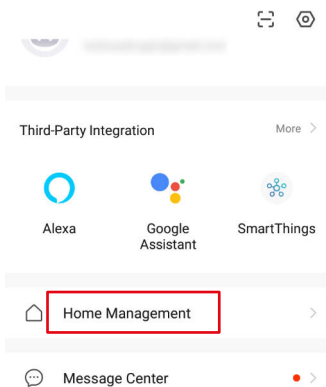 Third-Party Integration More
Alexa Google Assistant SmartThings
Home Management
Message Center